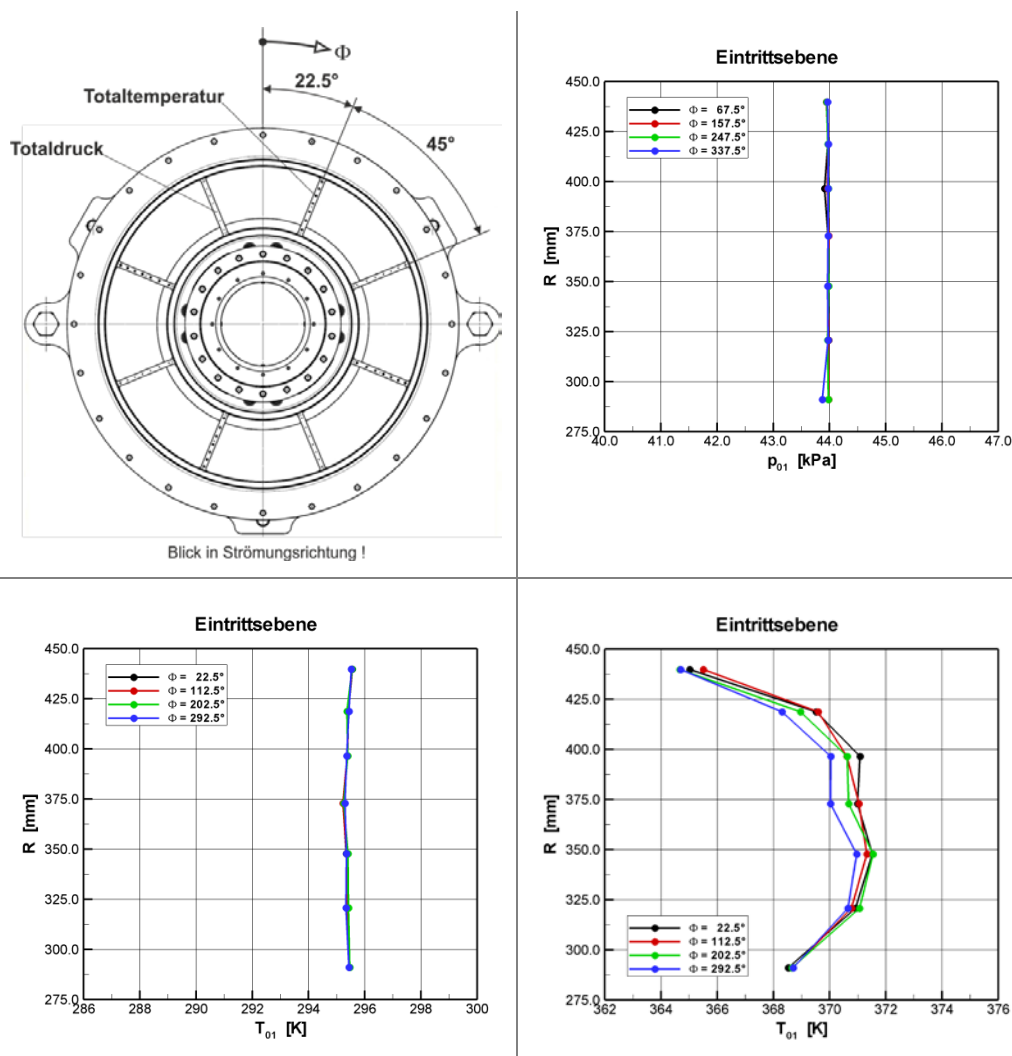 Φ
22.5°
Totaltemperatur
45°
Totaldruck
Blick in Strömungsrichtung !
Eintrittsebene
450.0
Φ = 67.5°
Φ = 157.5°
Φ = 247.5°
Φ = 337.5°
425.0
400.0
375.0
R [mm]
350.0
325.0
300.0
275.0
40.0 41.0 42.0 43.0 44.0 45.0 46.0 47.0
p01 [kPa]
Eintrittsebene
450.0
Φ = 22.5°
Φ = 112.5°
Φ = 202.5°
Φ = 292.5°
425.0
400.0
375.0
R [mm]
350.0
325.0
300.0
275.0
286 288 290 292 294 296 298 300
T01 [K]
Eintrittsebene
450.0
425.0
400.0
375.0
R [mm]
350.0
325.0
Φ = 22.5°
Φ = 112.5°
Φ = 202.5°
Φ = 292.5°
300.0
275.0
362 364 366 368 370 372 374 376
T01 [K]